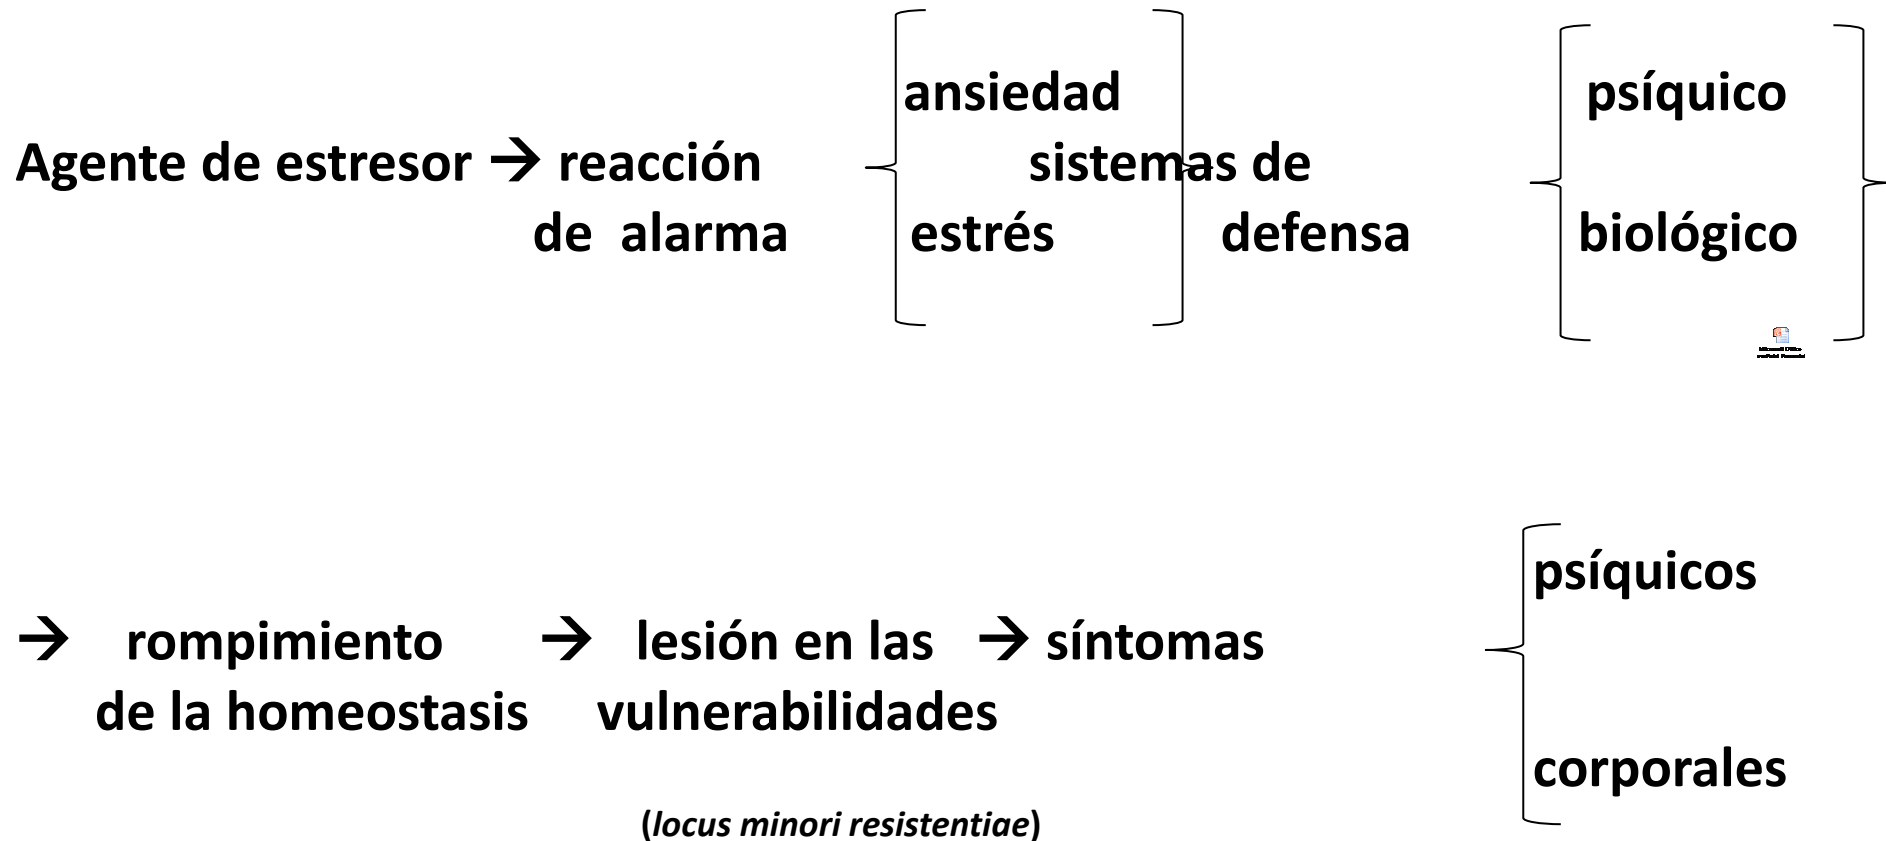 ansiedad psíquico
Agente de estresor → reacción sistemas de
de alarma estrés defensa biológico
psíquicos
→ rompimiento → lesión en las → síntomas
de la homeostasis vulnerabilidades
corporales
(locus minori resistentiae)